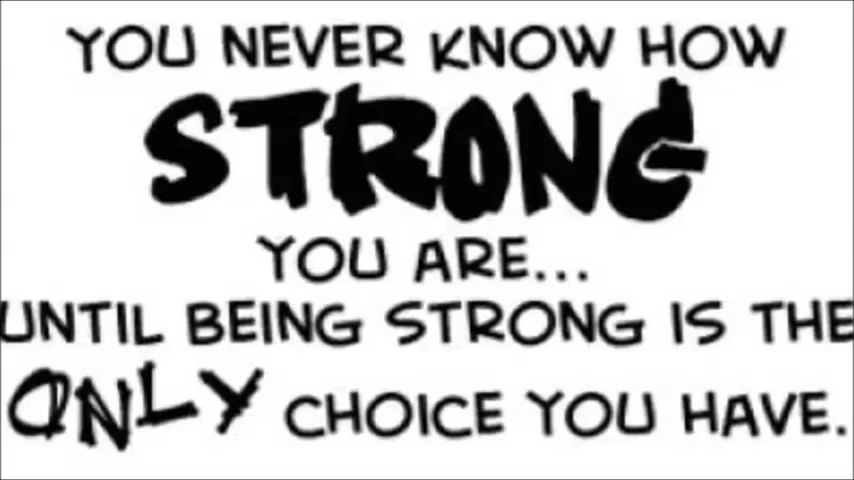 YOU NEVER KNOW HOW
STRONG
YOU ARE...
UNTIL BEING STRONG IS THE
ONLY CHOICE YOU HAVE.